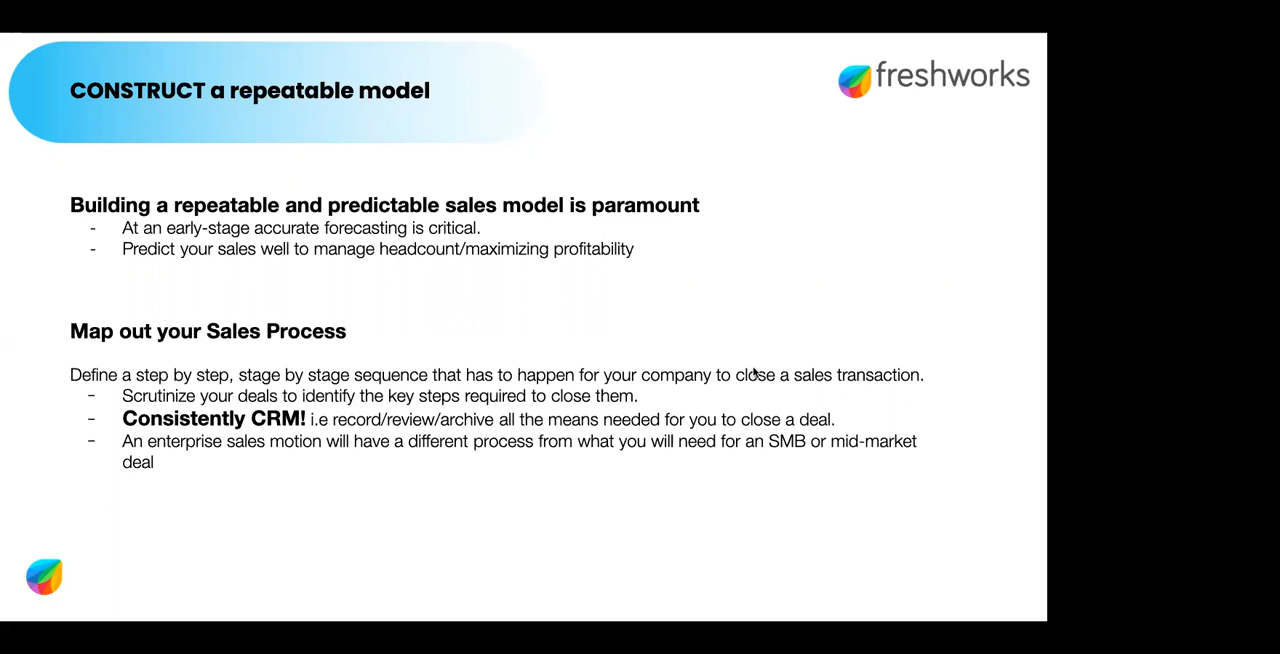 CONSTRUCT a repeatable model
freshworks
Building a repeatable and predictable sales model is paramount
- At an early-stage accurate forecasting is critical.
- Predict your sales well to manage headcount/maximizing profitability
Map out your Sales Process
Define a step by step, stage by stage sequence that has to happen for your company to close a sales transaction.
- Scrutinize your deals to identify the key steps required to close them.
- Consistently CRM! i.e record/review/archive all the means needed for you to close a deal.
- An enterprise sales motion will have a different process from what you will need for an SMB or mid-market
deal